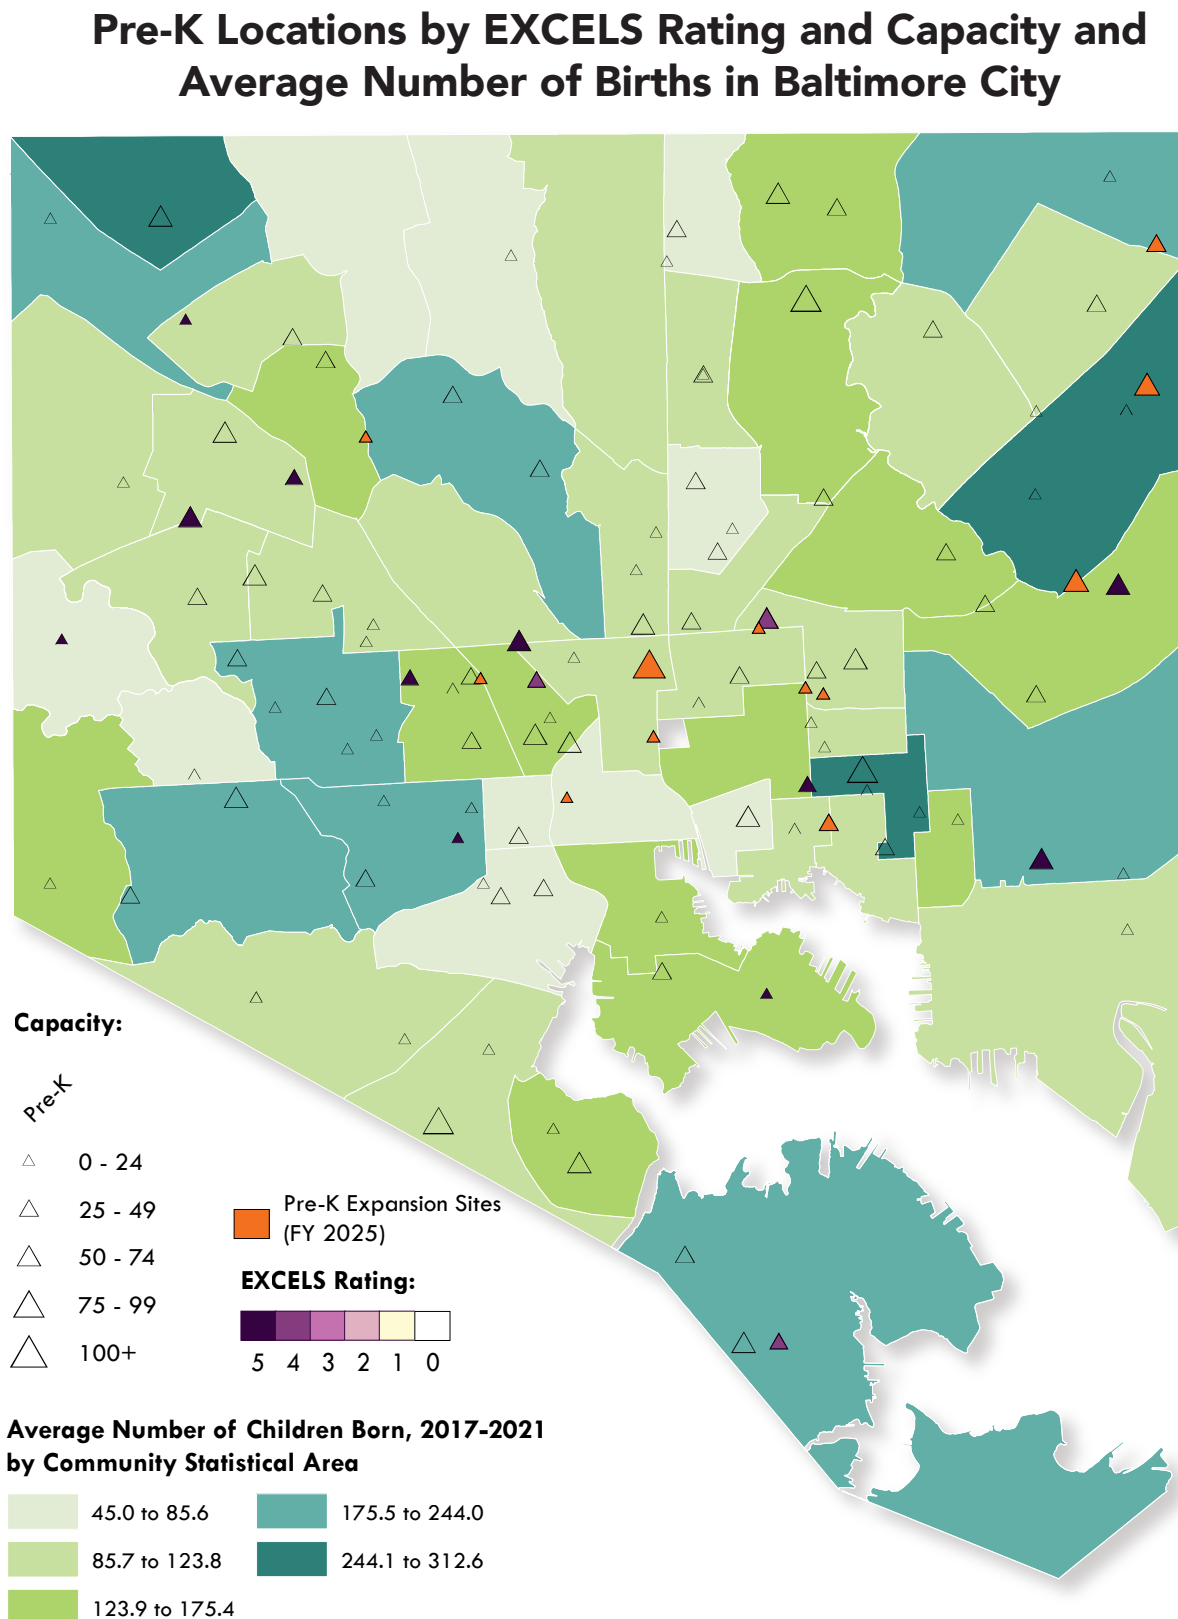 Pre-K Locations by EXCELS Rating and Capacity and
Average Number of Births in Baltimore City
Capacity:
Pre-K
0 - 24
25 - 49
50 - 74
75 - 99
100+
Pre-K Expansion Sites
(FY 2025)
EXCELS Rating:
5 4 3 2 1 0
Average Number of Children Born, 2017-2021
by Community Statistical Area
45.0 to 85.6
85.7 to 123.8
123.9 to 175.4
175.5 to 244.0
244.1 to 312.6